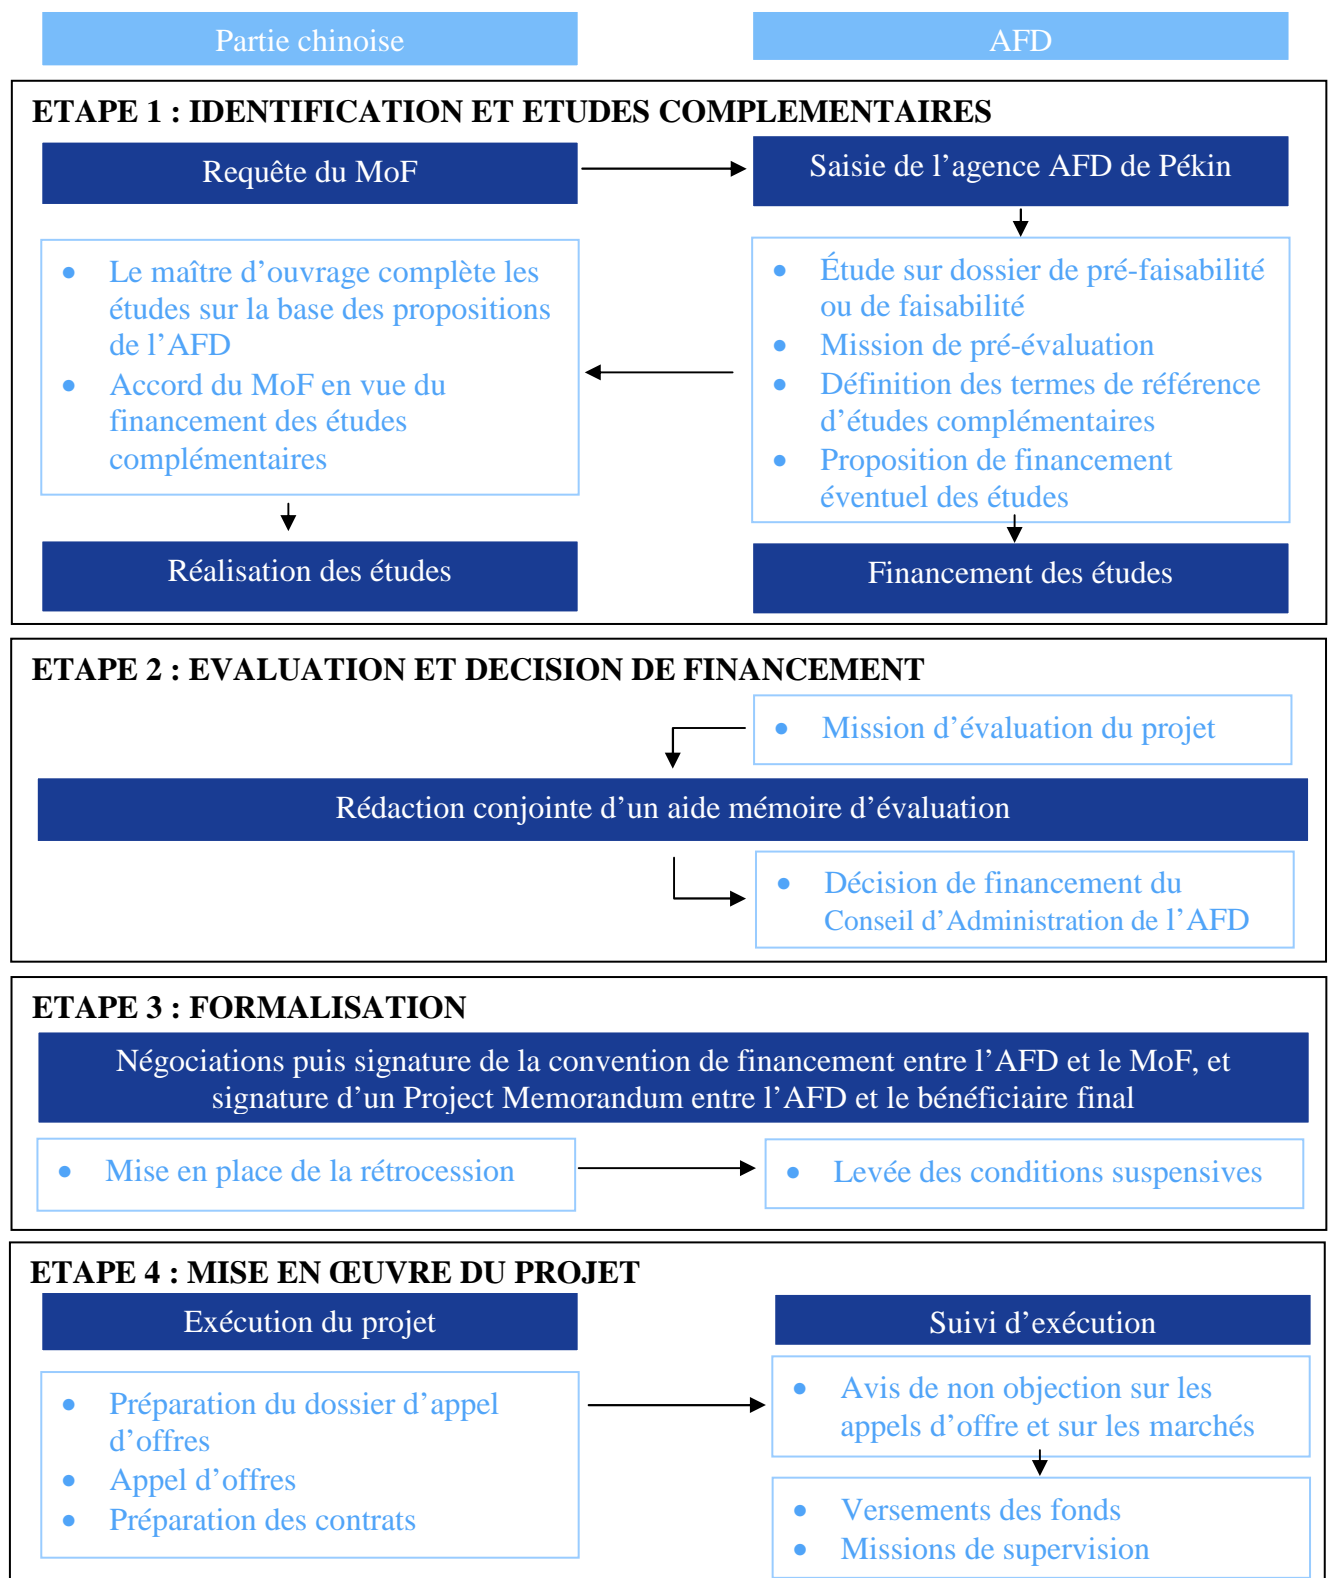 Partie chinoise
AFD
ETAPE 1 : IDENTIFICATION ET ETUDES COMPLEMENTAIRES
Requête du MoF
Saisie de l’agence AFD de Pékin
• Le maître d’ouvrage complète les
études sur la base des propositions
de l’AFD
• Accord du MoF en vue du
financement des études
complémentaires
• Étude sur dossier de pré-faisabilité
ou de faisabilité
• Mission de pré-évaluation
• Définition des termes de référence
d’études complémentaires
• Proposition de financement
éventuel des études
Réalisation des études
Financement des études
ETAPE 2 : EVALUATION ET DECISION DE FINANCEMENT
• Mission d’évaluation du projet
Rédaction conjointe d’un aide mémoire d’évaluation
• Décision de financement du
Conseil d’Administration de l’AFD
ETAPE 3 : FORMALISATION
Négociations puis signature de la convention de financement entre l’AFD et le MoF, et
signature d’un Project Memorandum entre l’AFD et le bénéficiaire final
• Mise en place de la rétrocession
• Levée des conditions suspensives
ETAPE 4 : MISE EN ŒUVRE DU PROJET
Exécution du projet
Suivi d’exécution
• Préparation du dossier d’appel
d’offres
• Appel d’offres
• Préparation des contrats
• Avis de non objection sur les
appels d’offre et sur les marchés
• Versements des fonds
• Missions de supervision